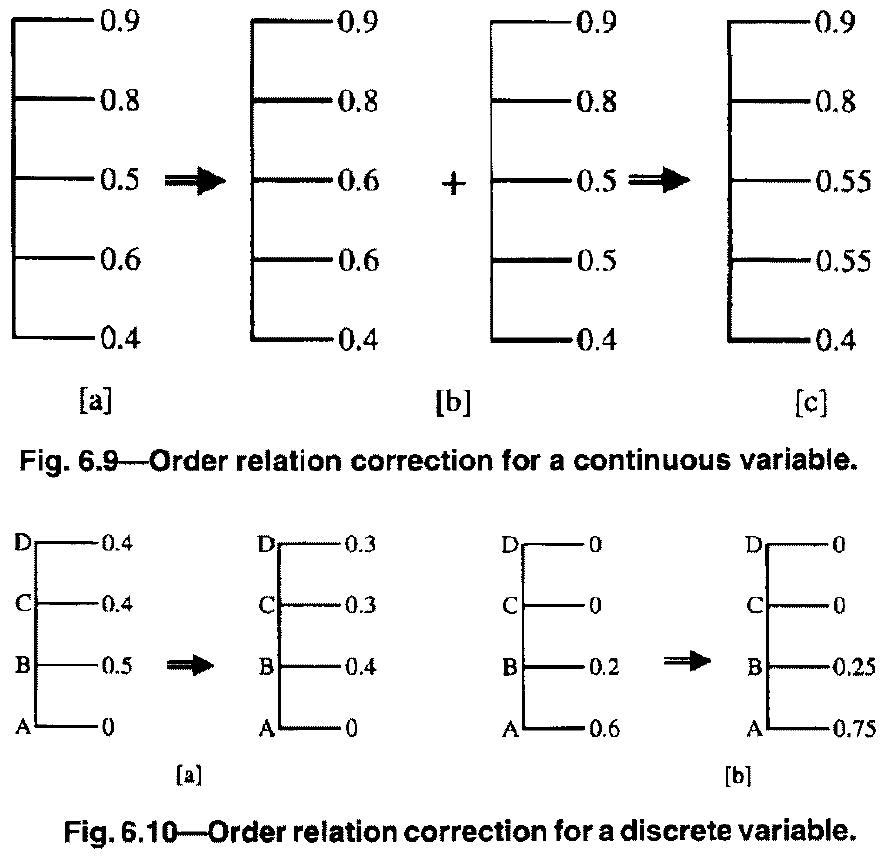 0.9 0.9 0.9 0.9
0.8 0.8 0.8 0.8
0.5 0.6 + 0.5 0.55
0.6 0.6 0.5 0.55
0.4 0.4 0.4 0.4
[a] [b] [c]
Fig. 6.9—Order relation correction for a continuous variable.
D 0.4 D 0.3 D 0 D 0
C 0.4 C 0.3 C 0 C 0
B 0.5 B 0.4 B 0.2 B 0.25
A 0 A 0 A 0.6 A 0.75
[a] [b]
Fig. 6.10—Order relation correction for a discrete variable.